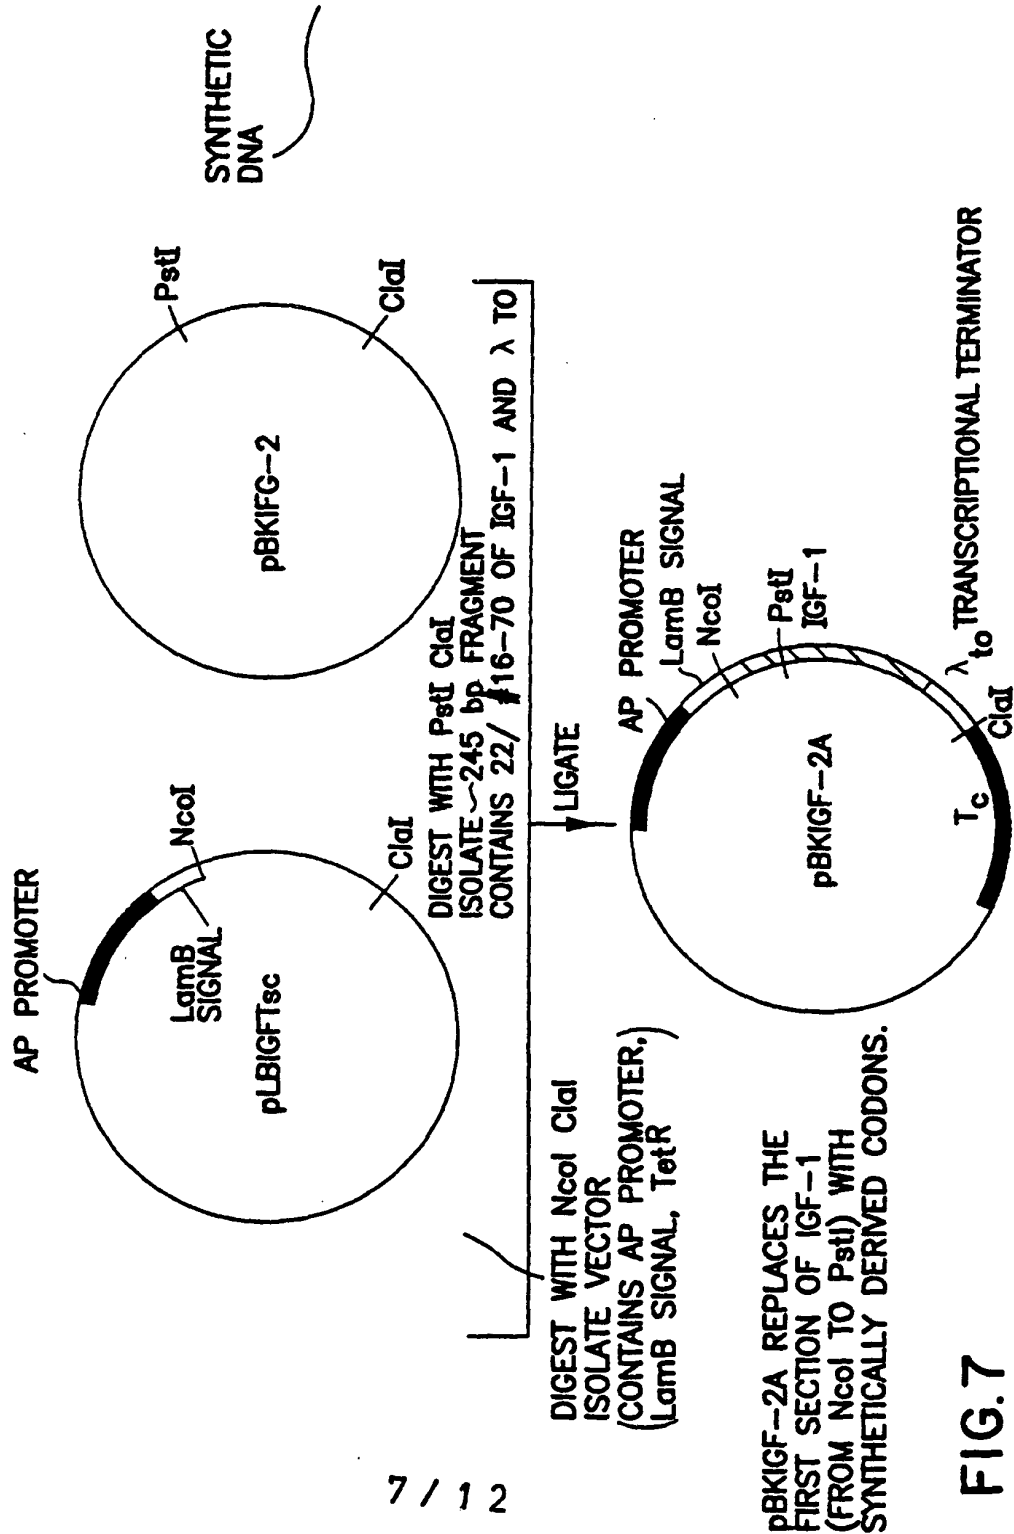 7 / 12
AP PROMOTER
LamB
SIGNAL
NcoI
pLBIGFTsc
ClaI
PstI
pBKIFG-2
ClaI
SYNTHETIC
DNA
DIGEST WITH PstI ClaI
ISOLATE ~245 bp FRAGMENT
CONTAINS 22/ #16-70 OF IGF-1 AND λ TO
DIGEST WITH NcoI ClaI
ISOLATE VECTOR
(CONTAINS AP PROMOTER,)
(LamB SIGNAL, TetR
LIGATE
AP PROMOTER
LamB SIGNAL
NcoI
PstI
IGF-1
pBKIGF-2A
λ to TRANSCRIPTIONAL TERMINATOR
ClaI
Tc
pBKIGF-2A REPLACES THE
FIRST SECTION OF IGF-1
(FROM NcoI TO PstI) WITH
SYNTHETICALLY DERIVED CODONS.
FIG.7